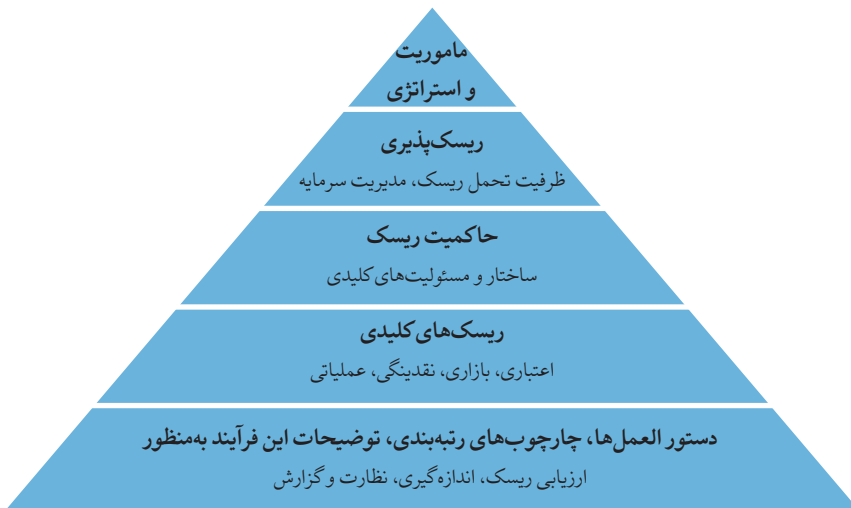 ماموریت
و استراتژی
ریسک‌پذیری
ظرفیت تحمل ریسک، مدیریت سرمایه
حاکمیت ریسک
ساختار و مسئولیت‌های کلیدی
ریسک‌های کلیدی
اعتباری، بازاری، نقدینگی، عملیاتی
دستور العمل‌ها، چارچوب‌های رتبه‌بندی، توضیحات این فرآیند به‌منظور
ارزیابی ریسک، اندازه‌گیری، نظارت و گزارش